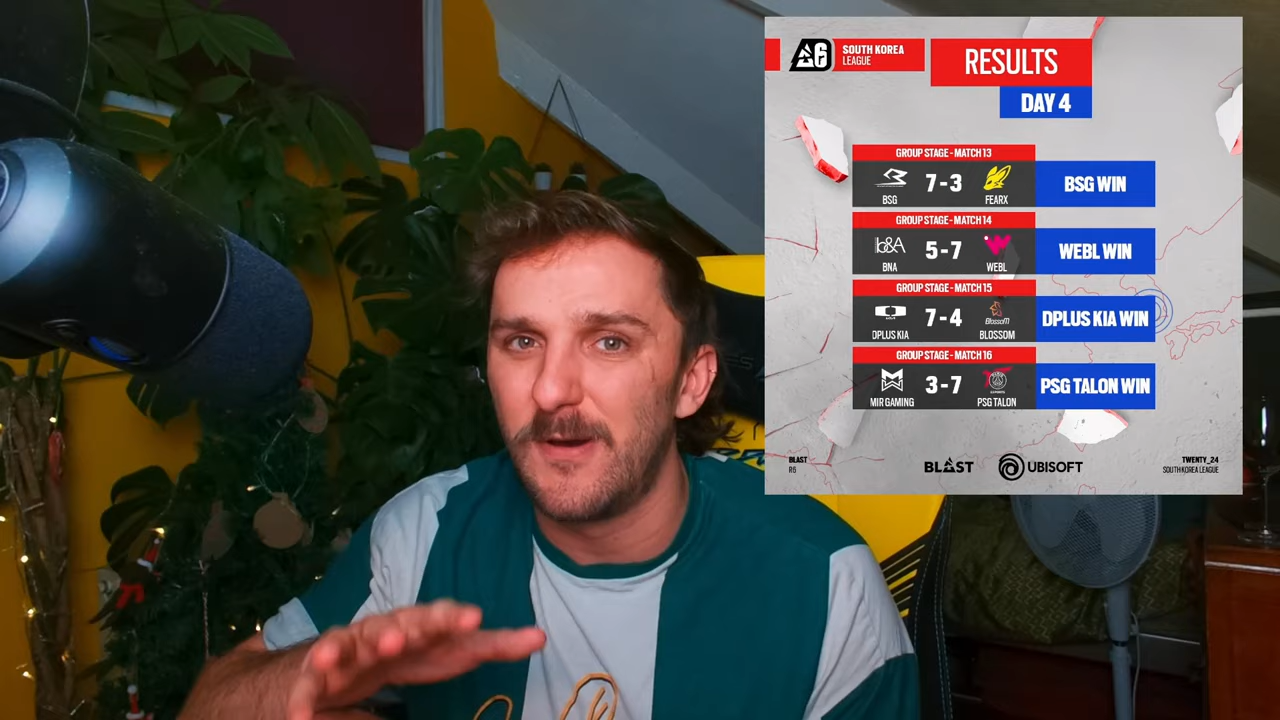 SOUTH KOREA
LEAGUE
RESULTS
DAY 4
GROUP STAGE - MATCH 13
BSG
7 - 3
FEARX
BSG WIN
GROUP STAGE - MATCH 14
b&A
BNA
5 - 7
WEBL
WEBL WIN
GROUP STAGE - MATCH 15
DPLUS KIA
7 - 4
BlossoM
BLOSSOM
DPLUS KIA WIN
GROUP STAGE - MATCH 16
MIR GAMING
3 - 7
PSG TALON
PSG TALON WIN
BLAST
R6
BLAST
UBISOFT
TWENTY_24
SOUTH KOREA LEAGUE